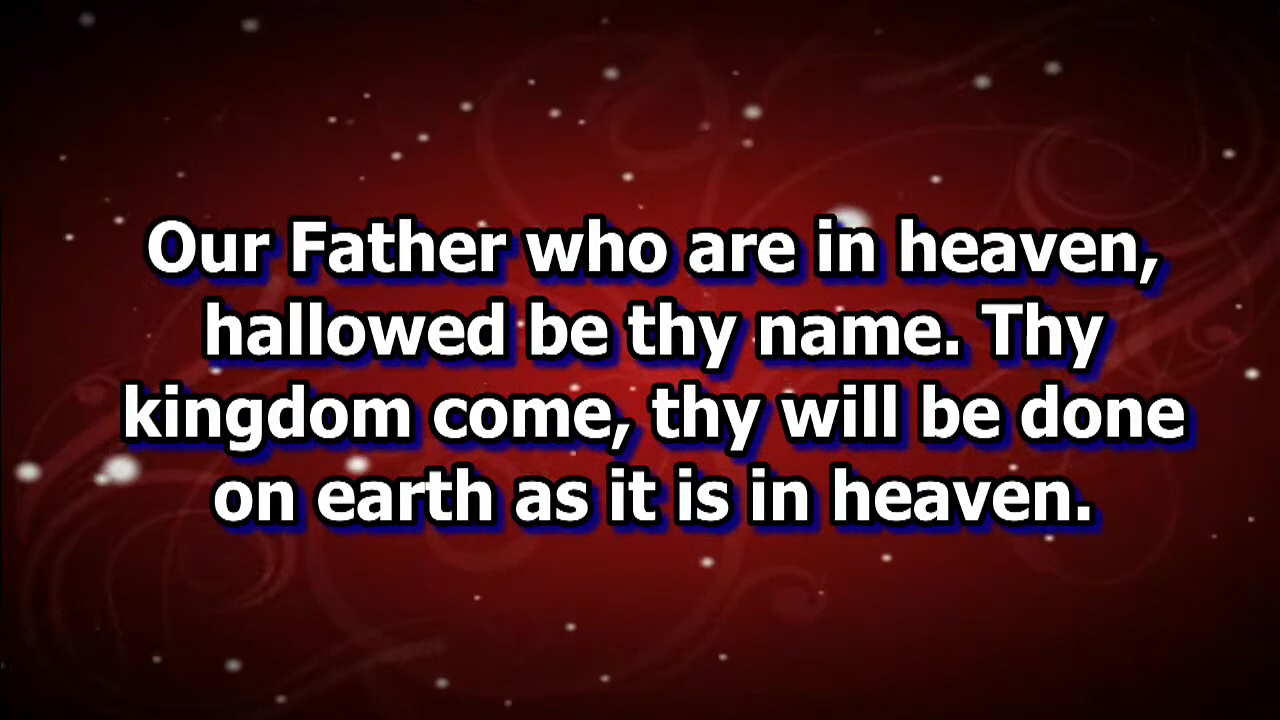 Our Father who are in heaven,
hallowed be thy name. Thy
kingdom come, thy will be done
on earth as it is in heaven.